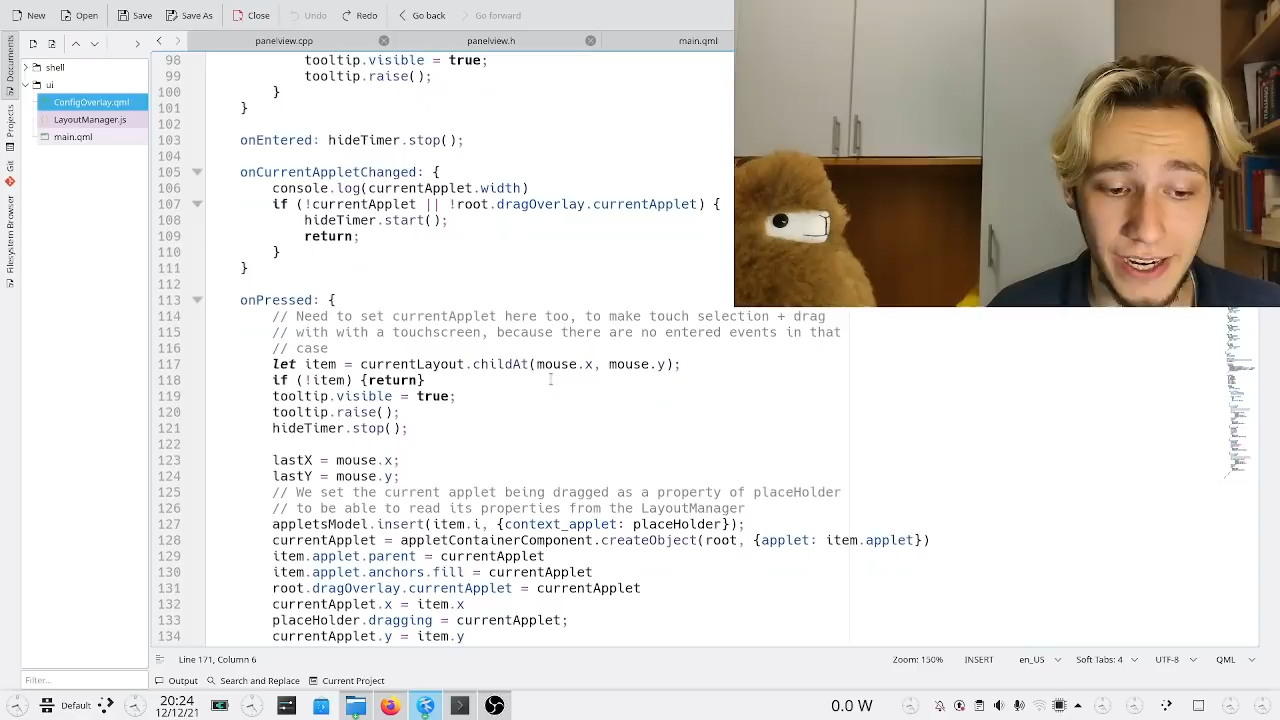 New Open Save Save As Close Undo Redo Go back Go forward
panelview.cpp panelview.h main.qml
Documents
Project
Git
Filesystem Browser
shell
ui
ConfigOverlay.qml
LayoutManager.js
main.qml
98 tooltip.visible = true;
99 tooltip.raise();
100 }
101 }
102
103 onEntered: hideTimer.stop();
104
105 onCurrentAppletChanged: {
106 console.log(currentApplet.width)
107 if (!currentApplet || !root.dragOverlay.currentApplet) {
108 hideTimer.start();
109 return;
110 }
111 }
112
113 onPressed: {
114 // Need to set currentApplet here too, to make touch selection + drag
115 // with with a touchscreen, because there are no entered events in that
116 // case
117 let item = currentLayout.childAt(mouse.x, mouse.y);
118 if (!item) {return}
119 tooltip.visible = true;
120 tooltip.raise();
121 hideTimer.stop();
122
123 lastX = mouse.x;
124 lastY = mouse.y;
125 // We set the current applet being dragged as a property of placeHolder
126 // to be able to read its properties from the LayoutManager
127 appletsModel.insert(item.i, {context_applet: placeHolder});
128 currentApplet = appletContainerComponent.createObject(root, {applet: item.applet})
129 item.applet.parent = currentApplet
130 item.applet.anchors.fill = currentApplet
131 root.dragOverlay.currentApplet = currentApplet
132 currentApplet.x = item.x
133 placeHolder.dragging = currentApplet;
134 currentApplet.y = item.y
Line 171, Column 6 Zoom: 150% INSERT en_US Soft Tabs: 4 UTF-8 QML
Filter... Output Search and Replace Current Project
Default: 20:24 0.0 W
12/12/21